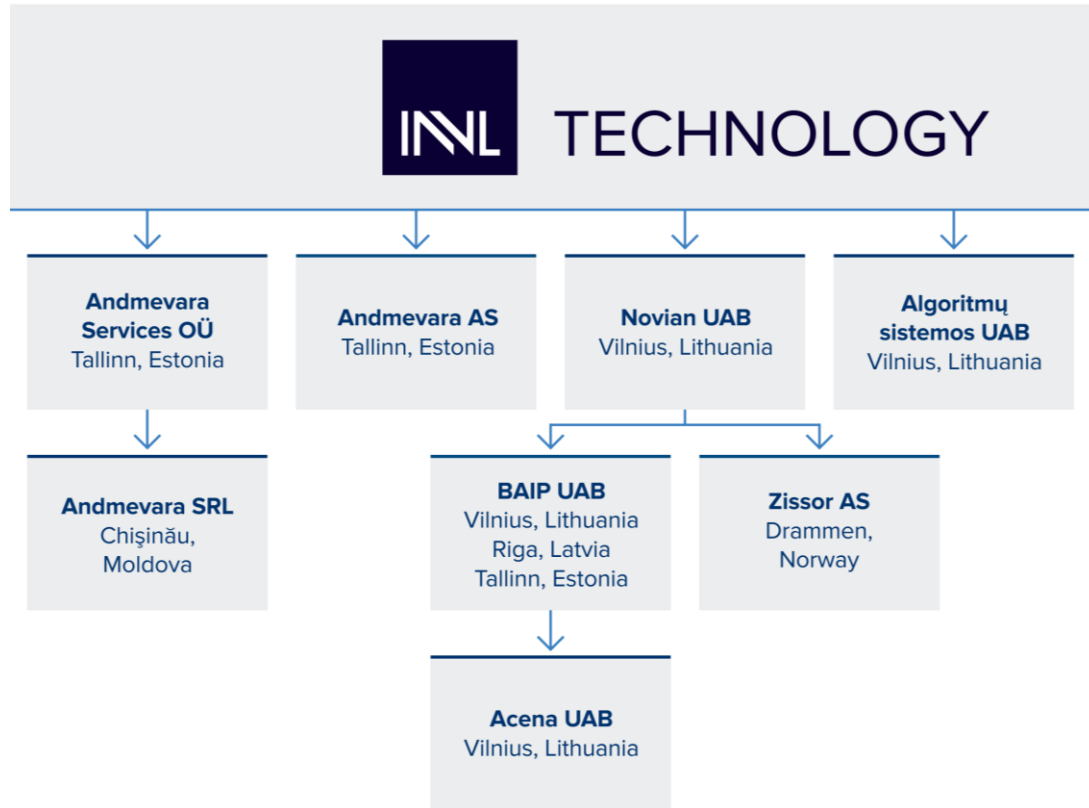 INVL TECHNOLOGY
Andmevara
Services OÜ
Tallinn, Estonia
Andmevara AS
Tallinn, Estonia
Novian UAB
Vilnius, Lithuania
Algoritmų
sistemos UAB
Vilnius, Lithuania
Andmevara SRL
Chişinău,
Moldova
BAIP UAB
Vilnius, Lithuania
Riga, Latvia
Tallinn, Estonia
Zissor AS
Drammen,
Norway
Acena UAB
Vilnius, Lithuania